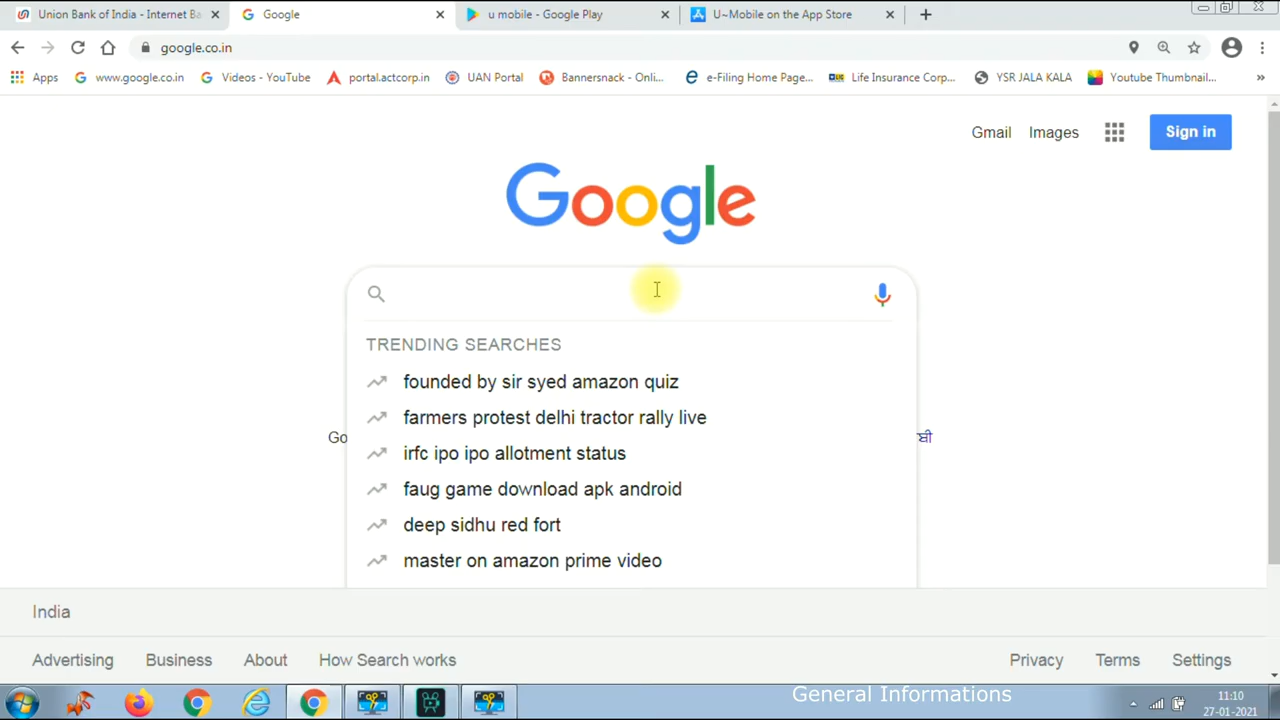 Union Bank of India - Internet Ba
Google
u mobile - Google Play
U~Mobile on the App Store
google.co.in
Apps
www.google.co.in
Videos - YouTube
portal.actcorp.in
UAN Portal
Bannersnack - Onli...
e-Filing Home Page...
Life Insurance Corp...
YSR JALA KALA
Youtube Thumbnail...
Gmail
Images
Sign in
Google
TRENDING SEARCHES
founded by sir syed amazon quiz
farmers protest delhi tractor rally live
irfc ipo ipo allotment status
faug game download apk android
deep sidhu red fort
master on amazon prime video
Go
India
Advertising
Business
About
How Search works
Privacy
Terms
Settings
General Informations
11:10
27-01-2021